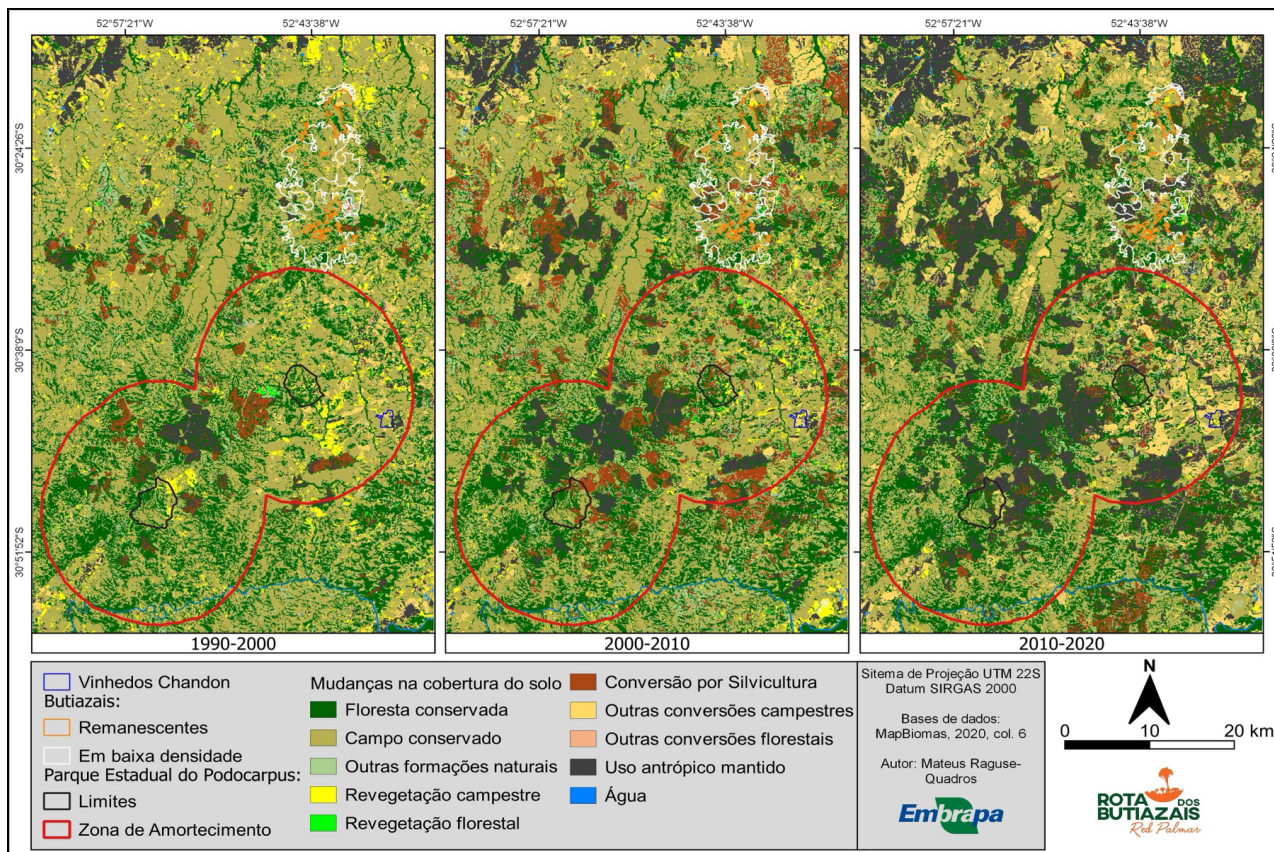 52°57'21"W 52°43'38"W 52°57'21"W 52°43'38"W 52°57'21"W 52°43'38"W
30°24'26"S
30°38'9"S
30°51'52"S
1990-2000
2000-2010
2010-2020
Vinhedos Chandon
Butiazais:
Remanescentes
Em baixa densidade
Parque Estadual do Podocarpus:
Limites
Zona de Amortecimento
Mudanças na cobertura do solo
Floresta conservada
Campo conservado
Outras formações naturais
Revegetação campestre
Revegetação florestal
Conversão por Silvicultura
Outras conversões campestres
Outras conversões florestais
Uso antrópico mantido
Água
Sitema de Projeção UTM 22S
Datum SIRGAS 2000
Bases de dados:
MapBiomas, 2020, col. 6
Autor: Mateus Raguse-
Quadros
Embrapa
N
0 10 20 km
ROTA DOS
BUTIAZAIS
Red Palmar